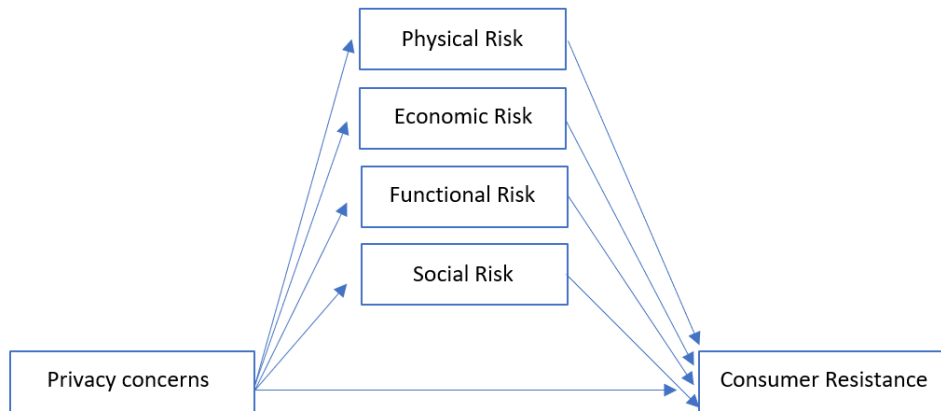 Physical Risk
Economic Risk
Functional Risk
Social Risk
Privacy concerns
Consumer Resistance